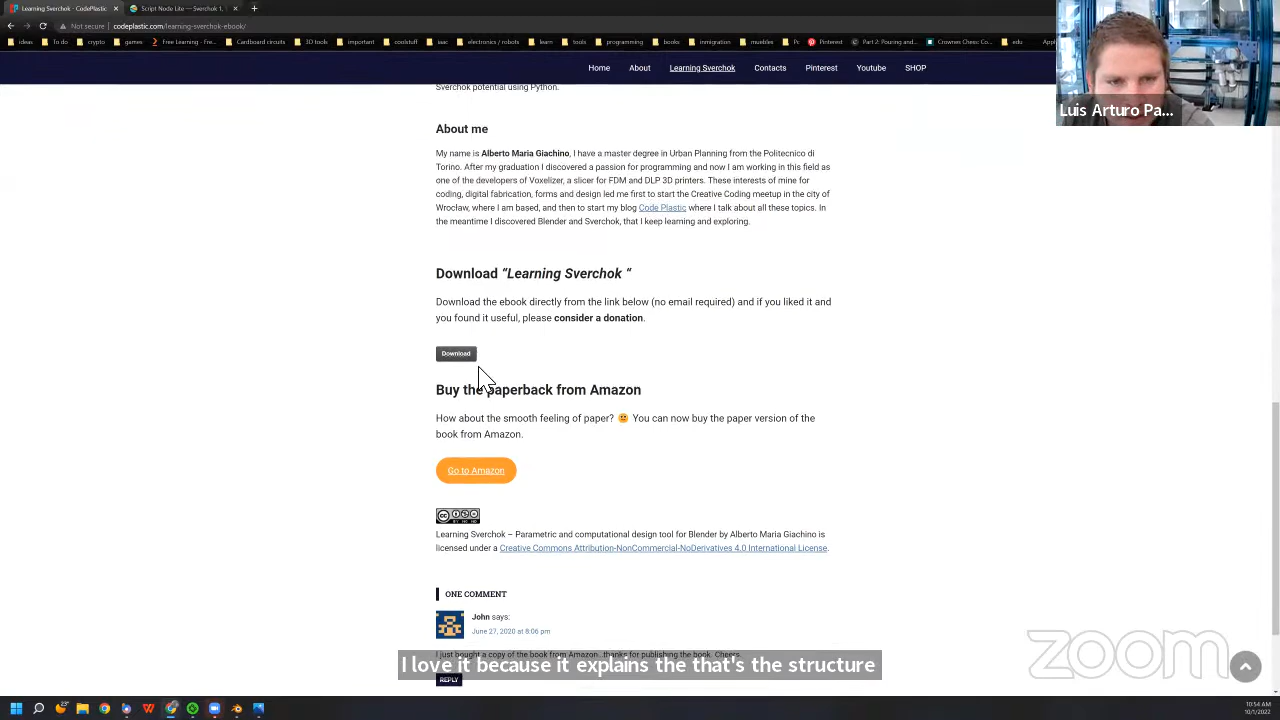 Learning Sverchok - CodePlastic
Script Node Lite — Sverchok 1.
Not secure
codeplastic.com/learning-sverchok-ebook/
ideas
To do
crypto
games
Free Learning - Fre...
Cardboard circuits
3D tools
important
coolstuff
iaac
electronics / robots
learn
tools
programming
books
inmigration
muebles
Pc
Pinterest
Part 2: Pouring and...
Crownes Cheese Co...
edu
Appl
Home
About
Learning Sverchok
Contacts
Pinterest
Youtube
SHOP
Luis Arturo Pa...
Sverchok potential using Python.
About me
My name is Alberto Maria Giachino, I have a master degree in Urban Planning from the Politecnico di
Torino. After my graduation I discovered a passion for programming and now I am working in this field as
one of the developers of Voxelizer, a slicer for FDM and DLP 3D printers. These interests of mine for
coding, digital fabrication, forms and design led me first to start the Creative Coding meetup in the city of
Wrocław, where I am based, and then to start my blog Code Plastic where I talk about all these topics. In
the meantime I discovered Blender and Sverchok, that I keep learning and exploring.
Download “Learning Sverchok “
Download the ebook directly from the link below (no email required) and if you liked it and
you found it useful, please consider a donation.
Download
Buy the paperback from Amazon
How about the smooth feeling of paper? 🙂 You can now buy the paper version of the
book from Amazon.
Go to Amazon
Learning Sverchok – Parametric and computational design tool for Blender by Alberto Maria Giachino is
licensed under a Creative Commons Attribution-NonCommercial-NoDerivatives 4.0 International License.
ONE COMMENT
John says:
June 27, 2020 at 8:06 pm
I just bought a copy of the book from Amazon...thanks for publishing the book. Cheers.
I love it because it explains the that's the structure
REPLY
zoom
10:54 AM
10/1/2022